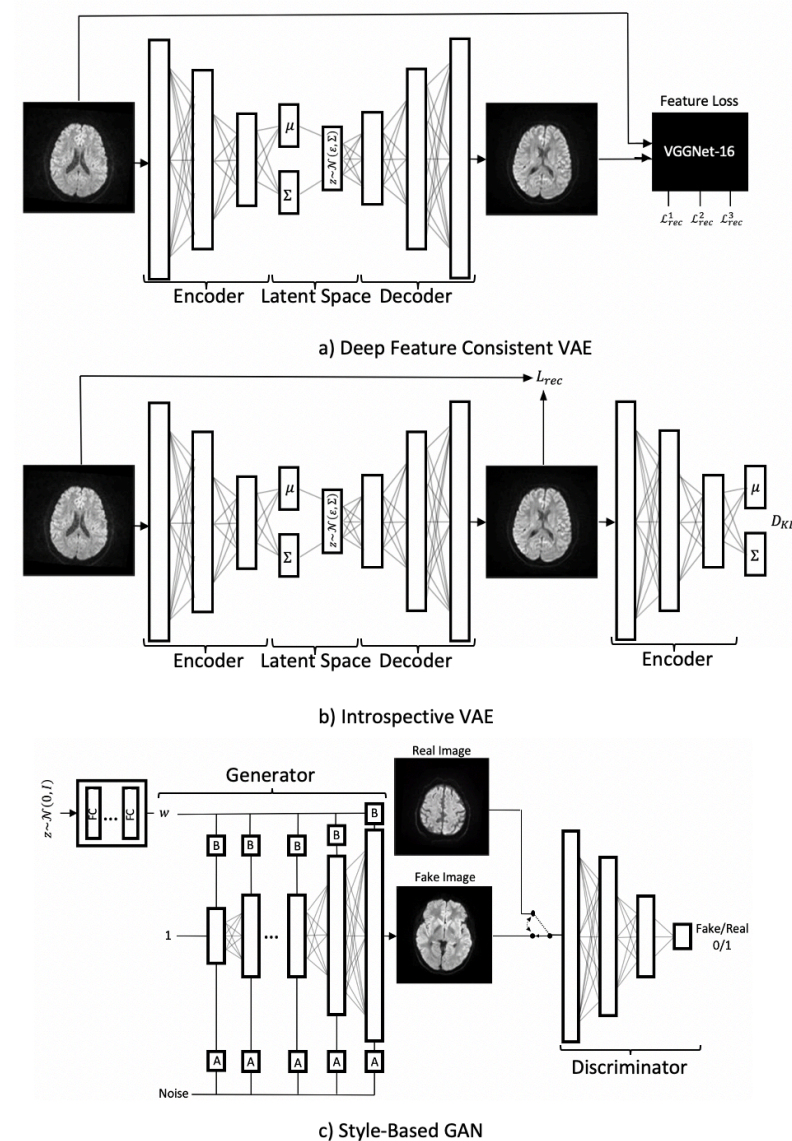 Feature Loss
VGGNet-16
μ
Σ
z~𝒩(ε,Σ)
ℒ¹rec ℒ²rec ℒ³rec
Encoder Latent Space Decoder
a) Deep Feature Consistent VAE
Lrec
μ
Σ
z~𝒩(ε,Σ)
μ
Σ
DKL
Encoder Latent Space Decoder Encoder
b) Introspective VAE
Real Image
Generator
z~𝒩(0,I)
FC ... FC
w
B
B
B B B
Fake Image
1
...
Fake/Real
0/1
A A A A A
Discriminator
Noise
c) Style-Based GAN